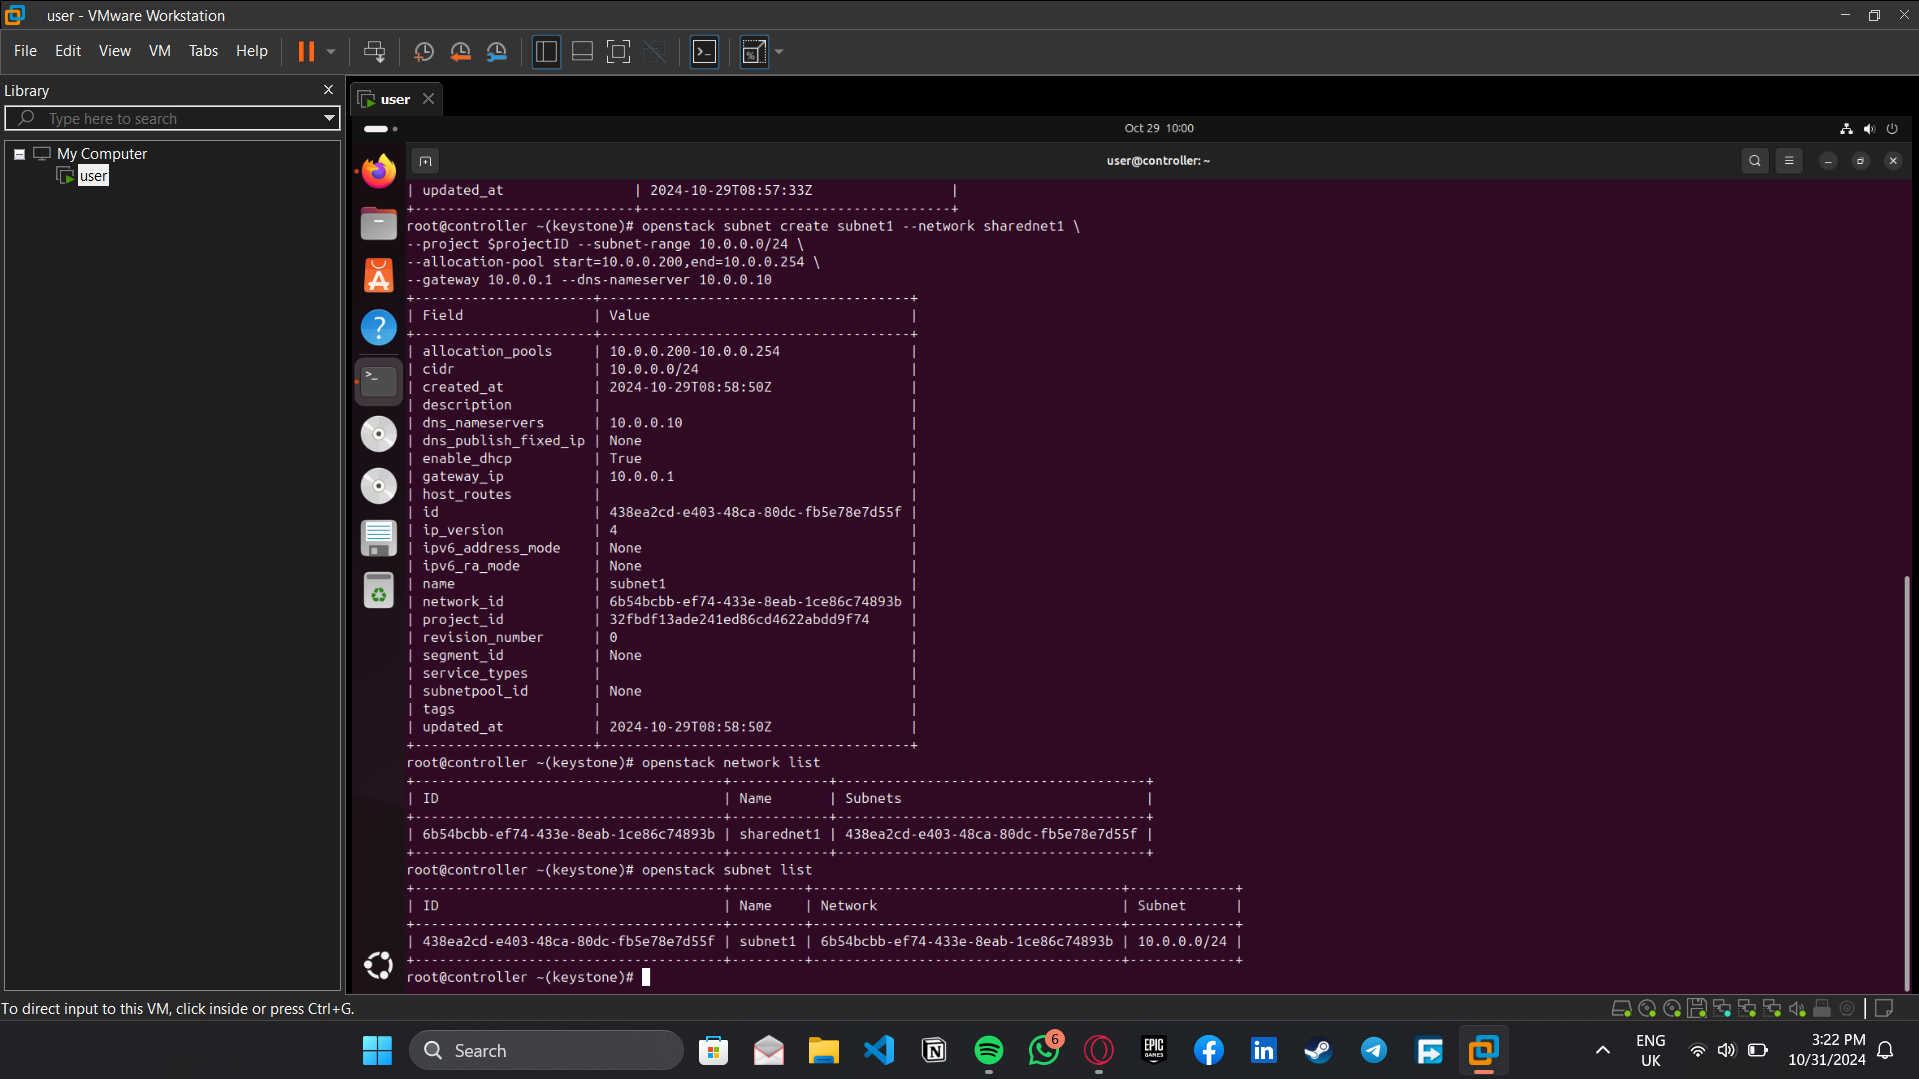 user - VMware Workstation
File Edit View VM Tabs Help
Library
user
Type here to search
Oct 29 10:00
My Computer
user
user@controller: ~
| updated_at                | 2024-10-29T08:57:33Z                 |
+---------------------------+--------------------------------------+
root@controller ~(keystone)# openstack subnet create subnet1 --network sharednet1 \
--project $projectID --subnet-range 10.0.0.0/24 \
--allocation-pool start=10.0.0.200,end=10.0.0.254 \
--gateway 10.0.0.1 --dns-nameserver 10.0.0.10
+----------------------+--------------------------------------+
| Field                | Value                                |
+----------------------+--------------------------------------+
| allocation_pools     | 10.0.0.200-10.0.0.254                |
| cidr                 | 10.0.0.0/24                          |
| created_at           | 2024-10-29T08:58:50Z                 |
| description          |                                      |
| dns_nameservers      | 10.0.0.10                            |
| dns_publish_fixed_ip | None                                 |
| enable_dhcp          | True                                 |
| gateway_ip           | 10.0.0.1                             |
| host_routes          |                                      |
| id                   | 438ea2cd-e403-48ca-80dc-fb5e78e7d55f |
| ip_version           | 4                                    |
| ipv6_address_mode    | None                                 |
| ipv6_ra_mode         | None                                 |
| name                 | subnet1                              |
| network_id           | 6b54bcbb-ef74-433e-8eab-1ce86c74893b |
| project_id           | 32fbdf13ade241ed86cd4622abdd9f74     |
| revision_number      | 0                                    |
| segment_id           | None                                 |
| service_types        |                                      |
| subnetpool_id        | None                                 |
| tags                 |                                      |
| updated_at           | 2024-10-29T08:58:50Z                 |
+----------------------+--------------------------------------+
root@controller ~(keystone)# openstack network list
+--------------------------------------+------------+--------------------------------------+
| ID                                   | Name       | Subnets                              |
+--------------------------------------+------------+--------------------------------------+
| 6b54bcbb-ef74-433e-8eab-1ce86c74893b | sharednet1 | 438ea2cd-e403-48ca-80dc-fb5e78e7d55f |
+--------------------------------------+------------+--------------------------------------+
root@controller ~(keystone)# openstack subnet list
+--------------------------------------+---------+--------------------------------------+-------------+
| ID                                   | Name    | Network                              | Subnet      |
+--------------------------------------+---------+--------------------------------------+-------------+
| 438ea2cd-e403-48ca-80dc-fb5e78e7d55f | subnet1 | 6b54bcbb-ef74-433e-8eab-1ce86c74893b | 10.0.0.0/24 |
+--------------------------------------+---------+--------------------------------------+-------------+
root@controller ~(keystone)#
To direct input to this VM, click inside or press Ctrl+G.
Search
6
EPIC GAMES
ENG
UK
3:22 PM
10/31/2024